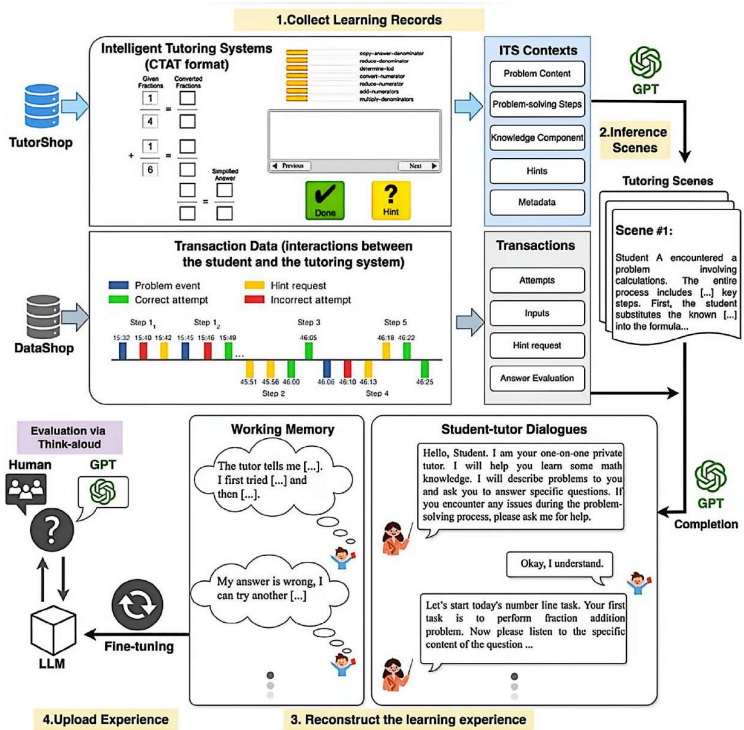 1.Collect Learning Records
TutorShop
Intelligent Tutoring Systems
(CTAT format)
Given
Fractions
Converted
Fractions
1
4
=
+
1
6
=
Simplified
Answer
=
copy-answer-denominator
reduce-denominator
determine-lcd
convert-numerator
reduce-numerator
add-numerators
multiply-denominators
Previous
Next
Done
?
Hint
ITS Contexts
Problem Content
Problem-solving Steps
Knowledge Component
Hints
Metadata
GPT
2.Inference
Scenes
Tutoring Scenes
Scene #1:
Student A encountered a
problem involving
calculations. The entire
process includes [...] key
steps. First, the student
substitutes the known [...]
into the formula...
DataShop
Transaction Data (interactions between
the student and the tutoring system)
Problem event
Hint request
Correct attempt
Incorrect attempt
Step 1₁
Step 1₂
Step 3
Step 5
15:32
15:40
15:42
15:45
15:46
15:49
...
46:05
46:18
46:22
45:51
45:56
46:00
46:06
46:10
46:13
46:25
Step 2
Step 4
Transactions
Attempts
Inputs
Hint request
Answer Evaluation
GPT
Completion
Student-tutor Dialogues
Hello, Student. I am your one-on-one private
tutor. I will help you learn some math
knowledge. I will describe problems to you
and ask you to answer specific questions. If
you encounter any issues during the problem-
solving process, please ask me for help.
Okay, I understand.
Let's start today's number line task. Your first
task is to perform fraction addition
problem. Now please listen to the specific
content of the question ...
Working Memory
The tutor tells me [...].
I first tried [...] and
then [...].
My answer is wrong, I
can try another [...]
Evaluation via
Think-aloud
Human
GPT
?
LLM
Fine-tuning
4.Upload Experience
3. Reconstruct the learning experience